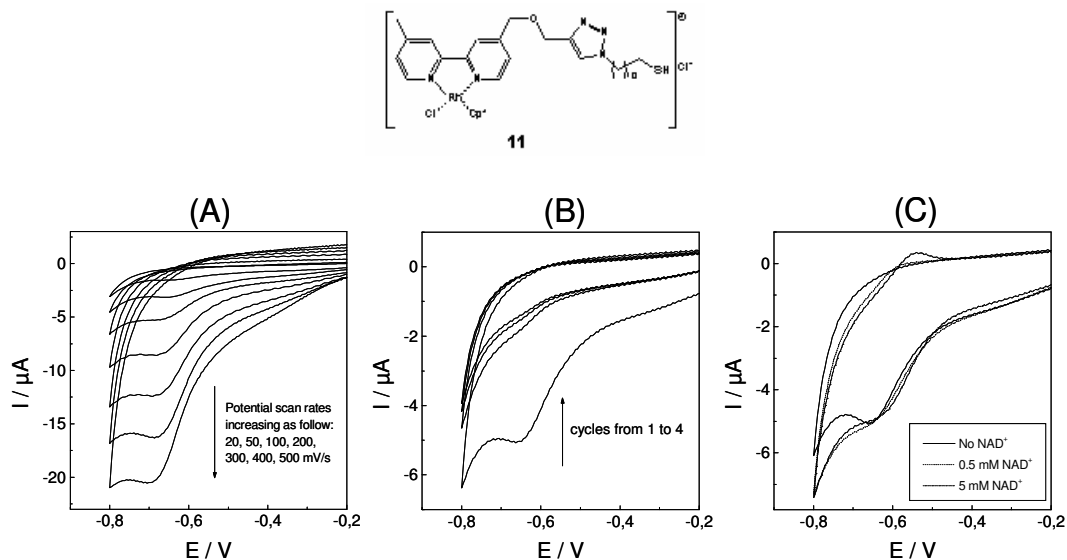 N
N
N
O
N
N
n
SH
Cl⁻
Rh
Cl
Cp*
11
(A)
(B)
(C)
0
-5
-10
-15
-20
I / µA
Potential scan rates
increasing as follow:
20, 50, 100, 200,
300, 400, 500 mV/s
-0,8
-0,6
-0,4
-0,2
E / V
0
-2
-4
-6
I / µA
cycles from 1 to 4
-0,8
-0,6
-0,4
-0,2
E / V
0
-2
-4
-6
I / µA
No NAD⁺
0.5 mM NAD⁺
5 mM NAD⁺
-0,8
-0,6
-0,4
-0,2
E / V